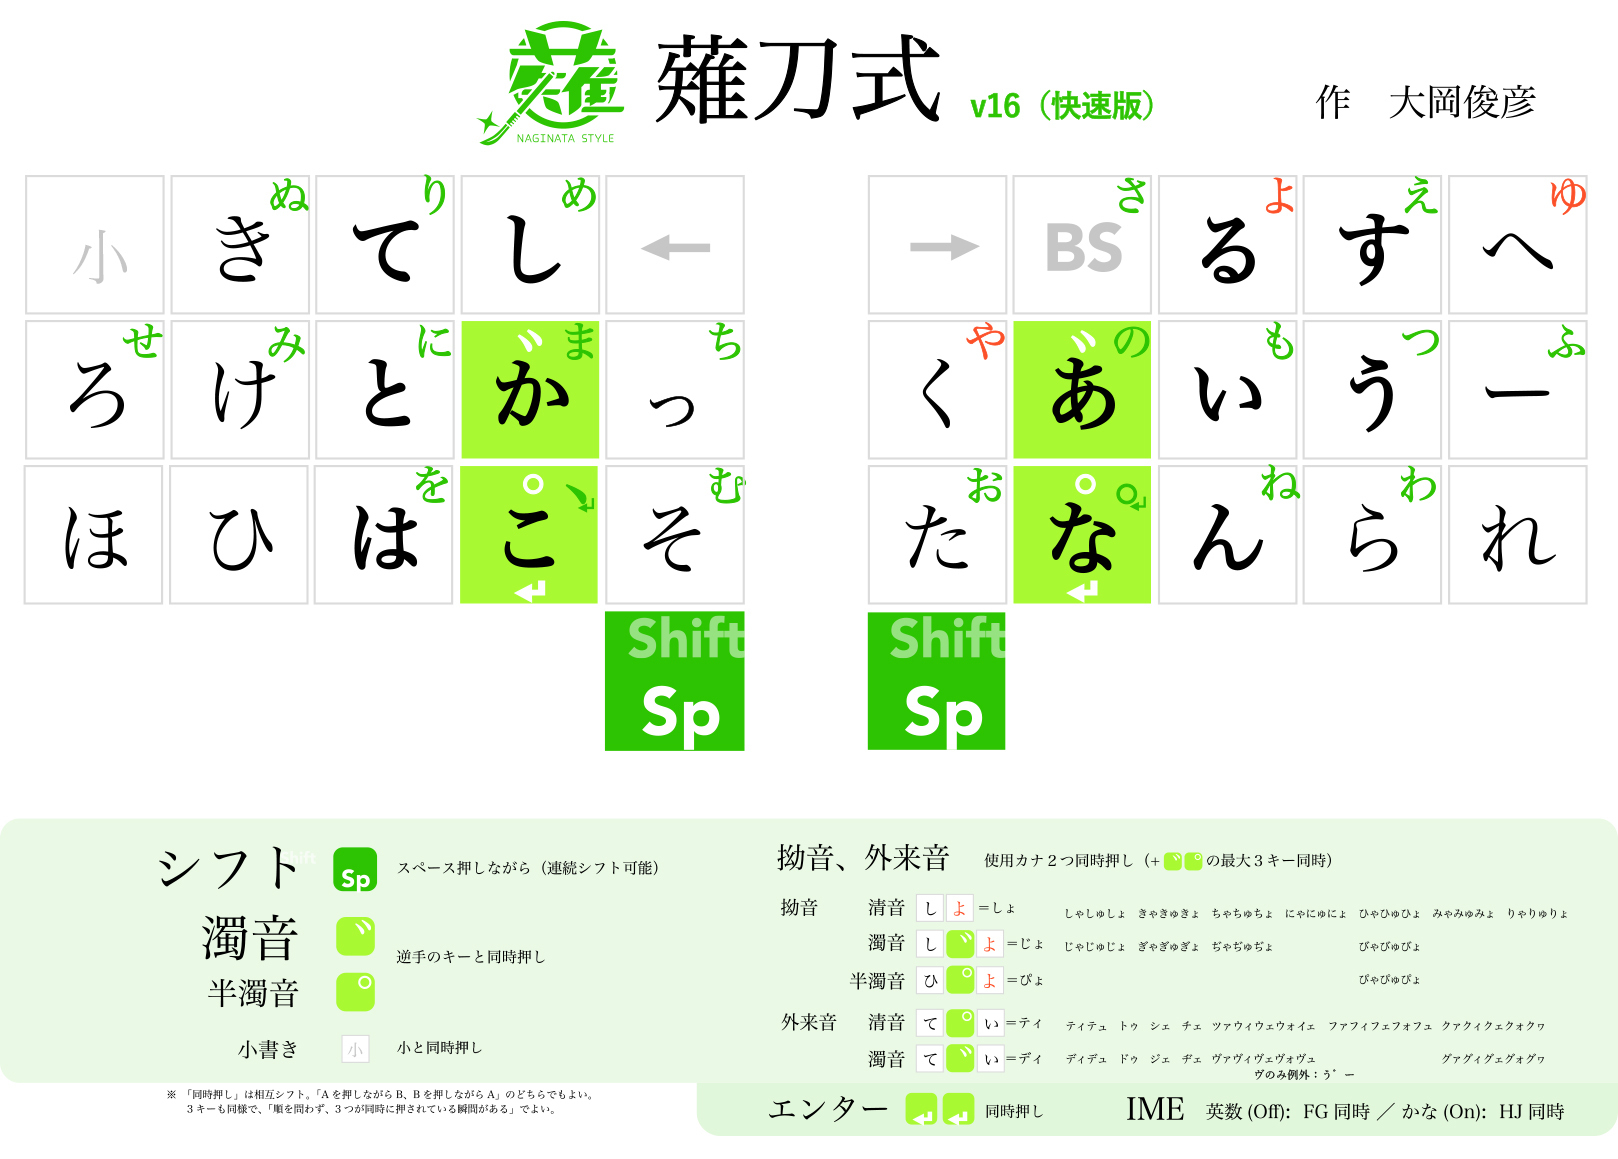 薙
NAGINATA STYLE
薙刀式 v16（快速版） 作 大岡俊彦
小 きぬ てり しめ ← → BSさ るよ すえ へゆ
ろせ けみ とに か゛ま っち くや あ゛の いも うつ ーふ
ほ ひ はを こ゜、 そむ たお な゜。 んね らわ れ
Shift Shift
Sp Sp
シフト Shift Sp スペース押しながら（連続シフト可能）
濁音 ゛
逆手のキーと同時押し
半濁音 ゜
小書き 小 小と同時押し
※ 「同時押し」は相互シフト。「A を押しながら B、B を押しながら A」のどちらでもよい。
３キーも同様で、「順を問わず、３つが同時に押されている瞬間がある」でよい。
拗音、外来音 使用カナ２つ同時押し（+゛゜の最大３キー同時）
拗音 清音 し よ ＝しょ しゃしゅしょ きゃきゅきょ ちゃちゅちょ にゃにゅにょ ひゃひゅひょ みゃみゅみょ りゃりゅりょ
濁音 し ゛ よ ＝じょ じゃじゅじょ ぎゃぎゅぎょ ぢゃぢゅぢょ びゃびゅびょ
半濁音 ひ ゜ よ ＝ぴょ ぴゃぴゅぴょ
外来音 清音 て ゜ い ＝ティ ティテュ トゥ シェ チェ ツァウィウェウォイェ ファフィフェフォフュ クァクィクェクォクヮ
濁音 て ゛ い ＝ディ ディデュ ドゥ ジェ ヂェ ヴァヴィヴェヴォヴュ グァグィグェグォグヮ
ヴのみ例外：う゛ー
エンター 同時押し IME 英数 (Off): FG 同時 ／ かな (On): HJ 同時